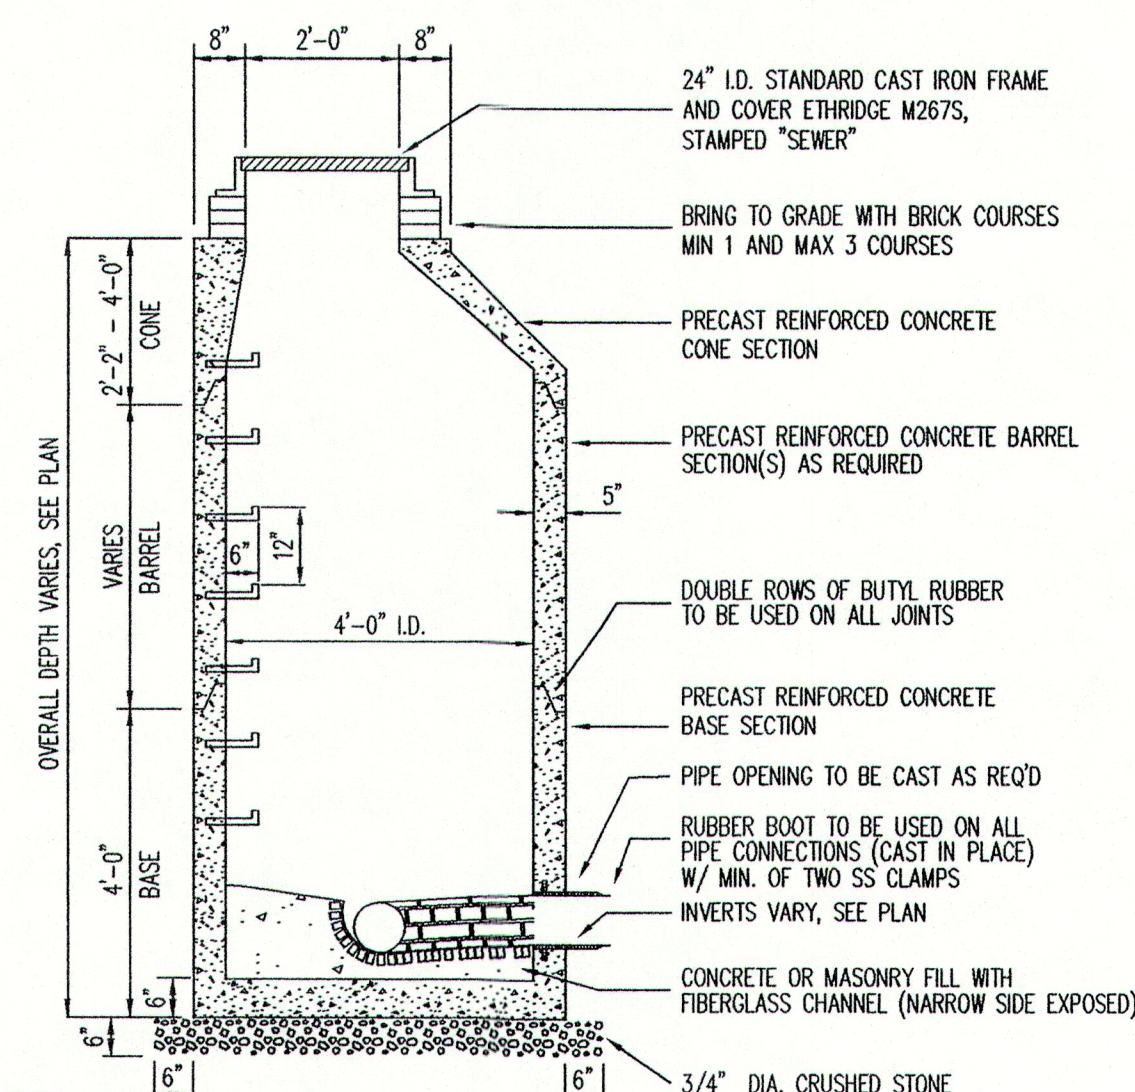 8"
2'-0"
8"
24" I.D. STANDARD CAST IRON FRAME
AND COVER ETHRIDGE M267S,
STAMPED "SEWER"
BRING TO GRADE WITH BRICK COURSES
MIN 1 AND MAX 3 COURSES
2'-2" - 4'-0"
CONE
PRECAST REINFORCED CONCRETE
CONE SECTION
PRECAST REINFORCED CONCRETE BARREL
SECTION(S) AS REQUIRED
OVERALL DEPTH VARIES, SEE PLAN
VARIES
BARREL
5"
6"
12"
DOUBLE ROWS OF BUTYL RUBBER
TO BE USED ON ALL JOINTS
4'-0" I.D.
PRECAST REINFORCED CONCRETE
BASE SECTION
PIPE OPENING TO BE CAST AS REQ'D
4'-0"
BASE
RUBBER BOOT TO BE USED ON ALL
PIPE CONNECTIONS (CAST IN PLACE)
W/ MIN. OF TWO SS CLAMPS
INVERTS VARY, SEE PLAN
CONCRETE OR MASONRY FILL WITH
FIBERGLASS CHANNEL (NARROW SIDE EXPOSED)
6"
6"
6"
6"
3/4" DIA. CRUSHED STONE